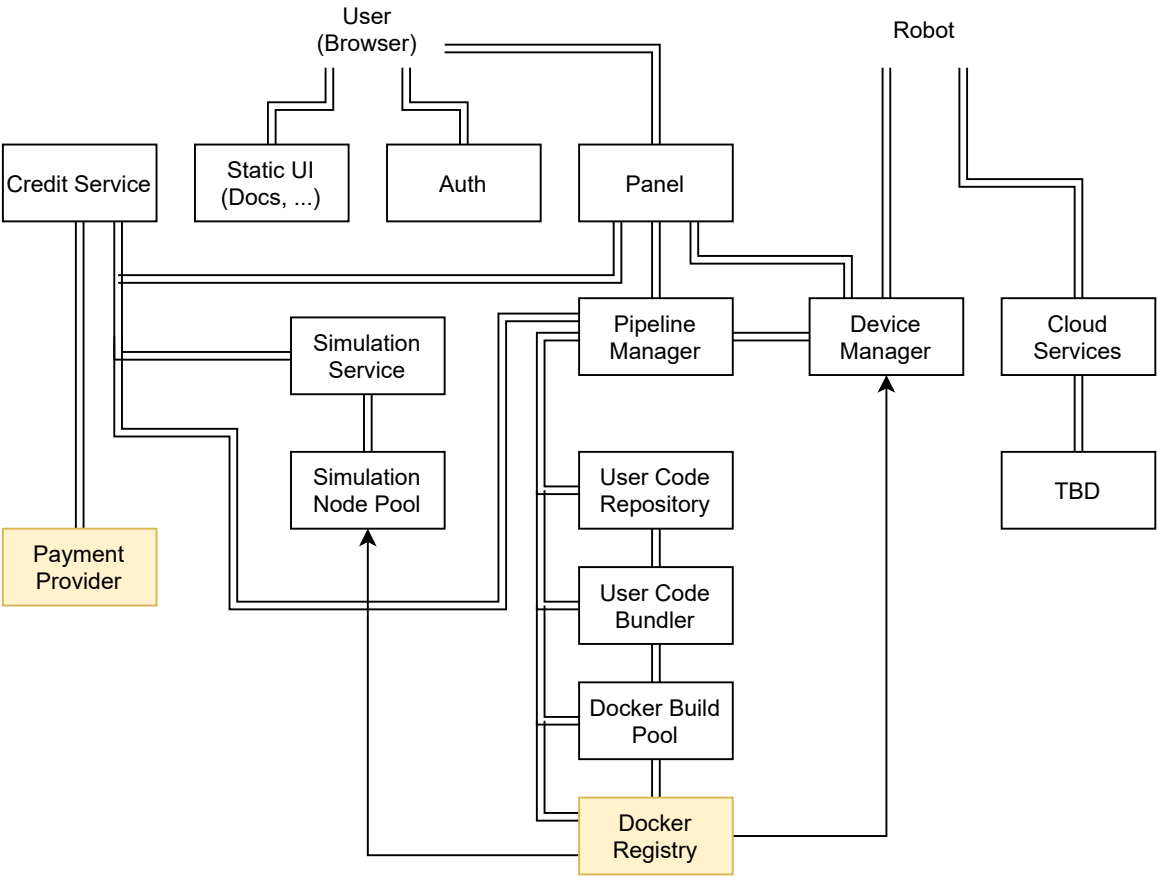 User
(Browser)
Robot
Credit Service
Static UI
(Docs, ...)
Auth
Panel
Simulation
Service
Pipeline
Manager
Device
Manager
Cloud
Services
Simulation
Node Pool
User Code
Repository
TBD
Payment
Provider
User Code
Bundler
Docker Build
Pool
Docker
Registry